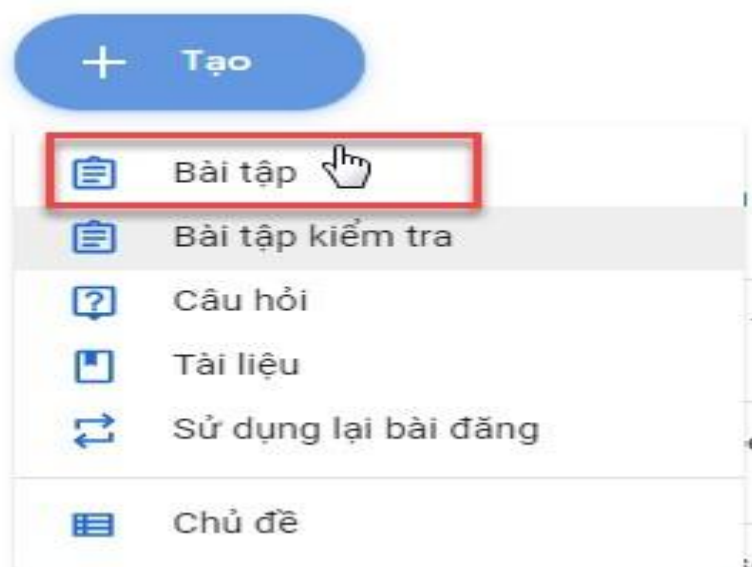 Tạo
Bài tập
Bài tập kiểm tra
Câu hỏi
Tài liệu
Sử dụng lại bài đăng
Chủ đề